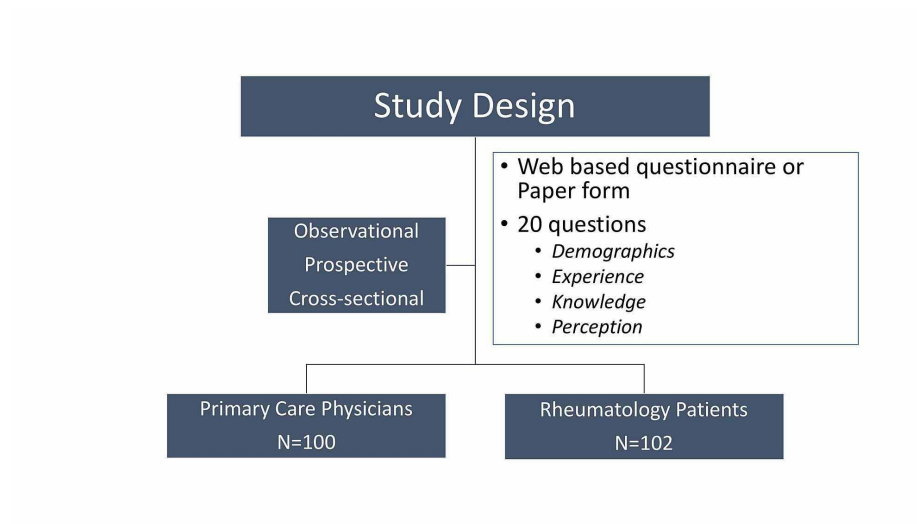 Study Design
• Web based questionnaire or
Paper form
• 20 questions
• Demographics
• Experience
• Knowledge
• Perception
Observational
Prospective
Cross-sectional
Primary Care Physicians
N=100
Rheumatology Patients
N=102